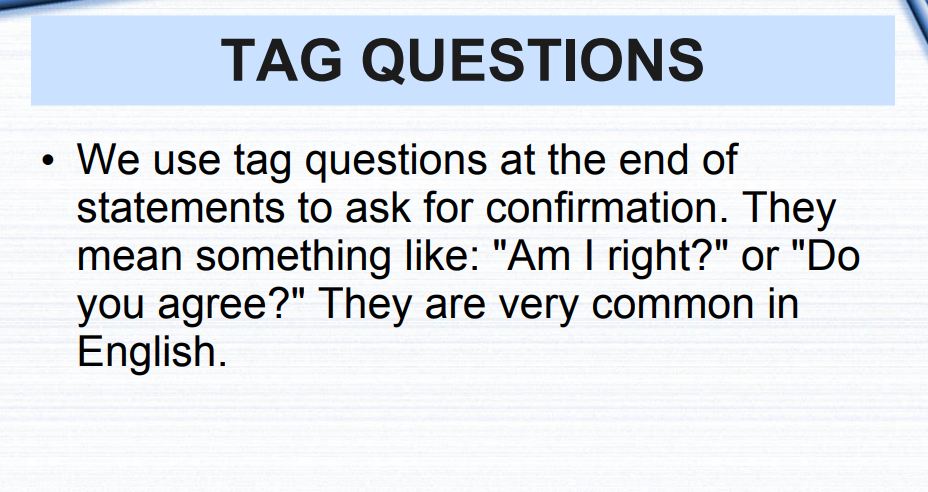 TAG QUESTIONS
• We use tag questions at the end of
statements to ask for confirmation. They
mean something like: "Am I right?" or "Do
you agree?" They are very common in
English.